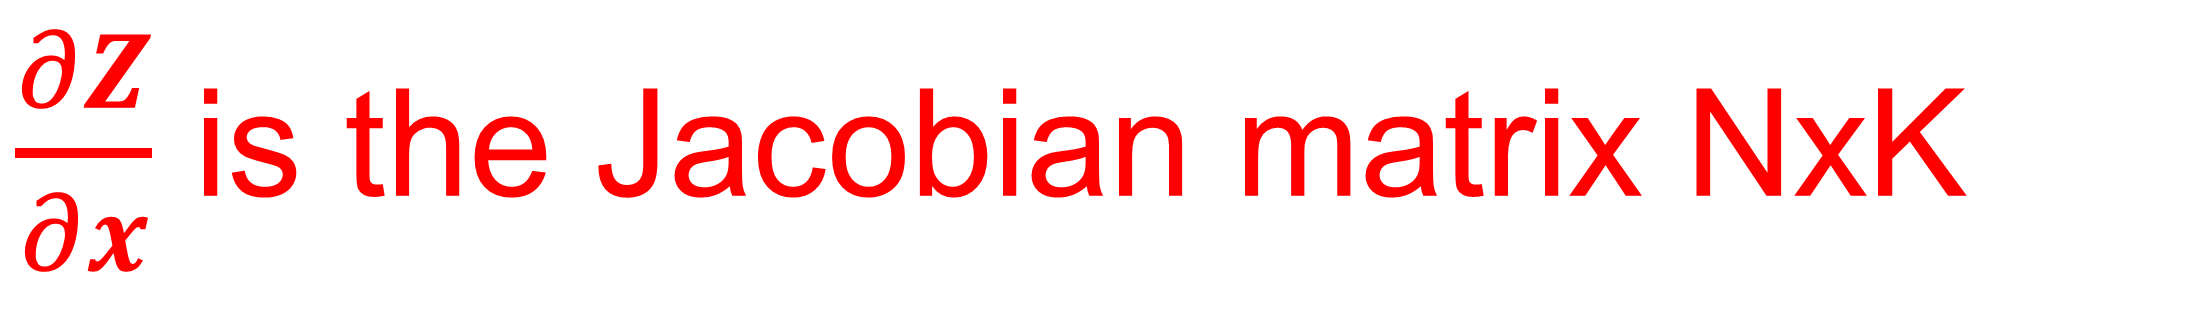 ∂Z/∂x is the Jacobian matrix NxK